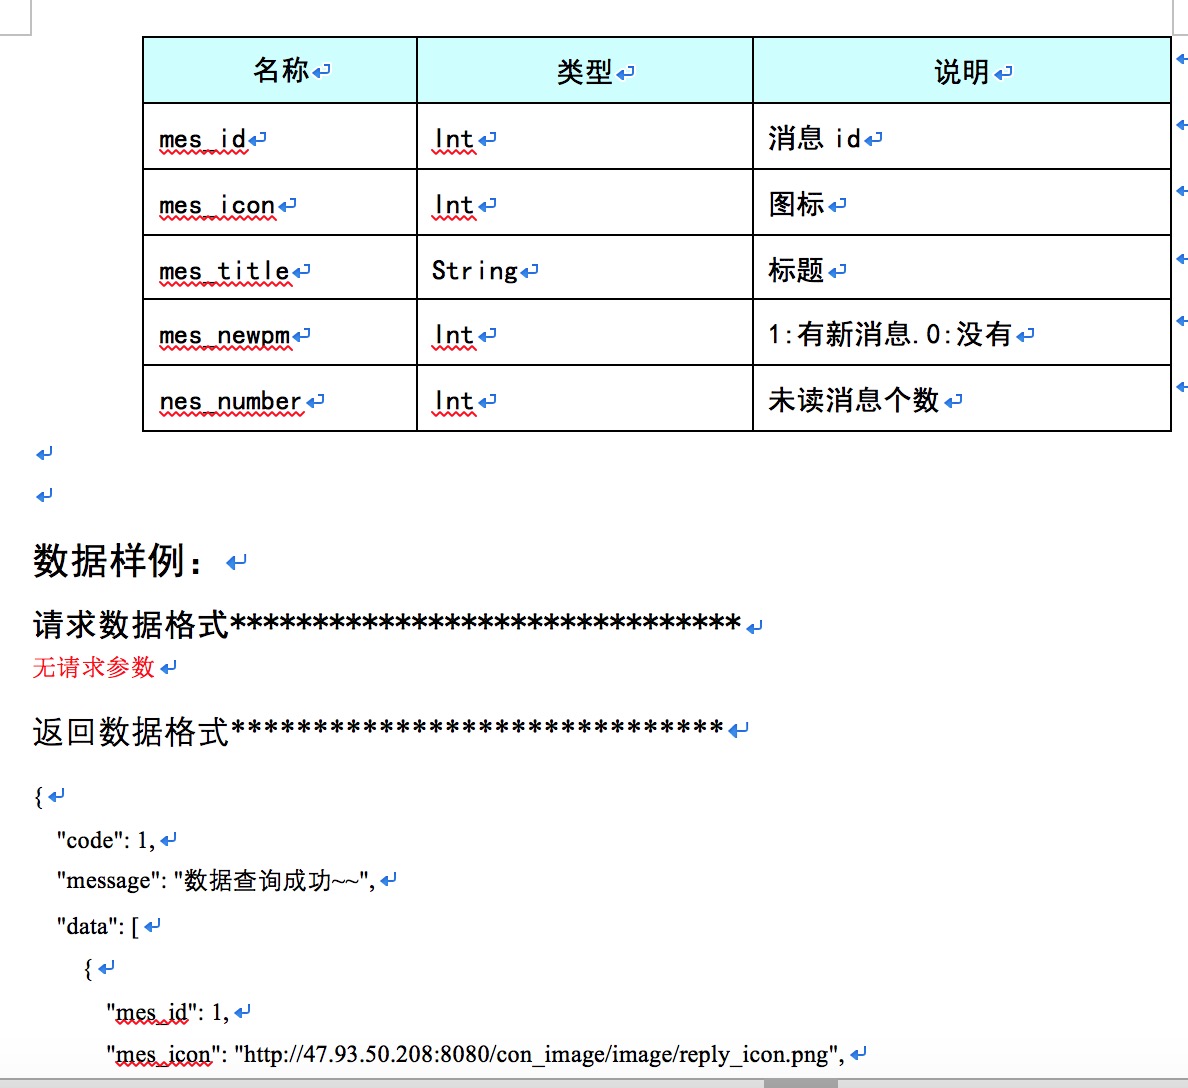 名称 类型 说明
mes_id Int 消息 id
mes_icon Int 图标
mes_title String 标题
mes_newpm Int 1:有新消息.0:没有
nes_number Int 未读消息个数
数据样例：
请求数据格式*******************************
无请求参数
返回数据格式******************************
{
"code": 1,
"message": "数据查询成功~~",
"data": [
{
"mes_id": 1,
"mes_icon": "http://47.93.50.208:8080/con_image/image/reply_icon.png",